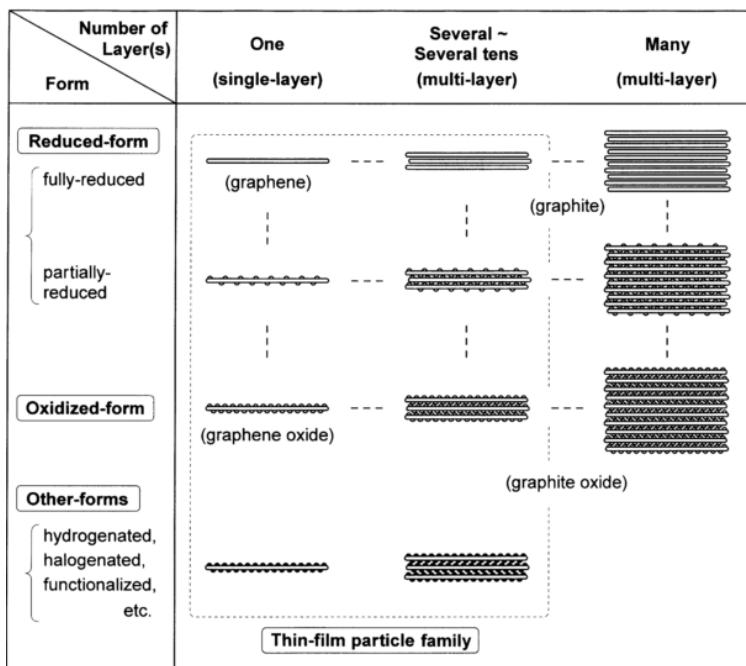 Number of
Layer(s)
Form
One
(single-layer)
Several ~
Several tens
(multi-layer)
Many
(multi-layer)
Reduced-form
fully-reduced
(graphene)
(graphite)
partially-
reduced
Oxidized-form
(graphene oxide)
(graphite oxide)
Other-forms
hydrogenated,
halogenated,
functionalized,
etc.
Thin-film particle family